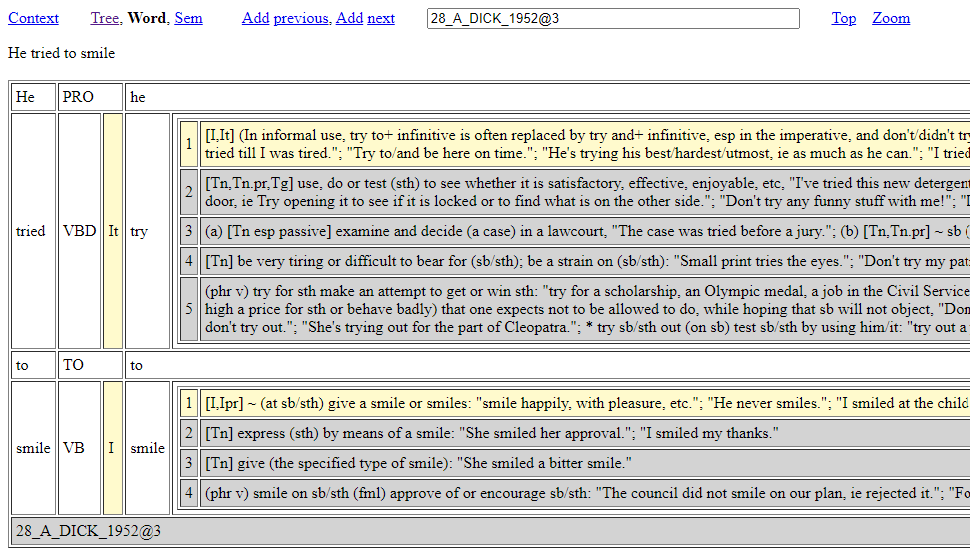 Context Tree, Word, Sem Add previous, Add next 28_A_DICK_1952@3 Top Zoom
He tried to smile
He PRO he
tried VBD It try
1 [I,It] (In informal use, try to+ infinitive is often replaced by try and+ infinitive, esp in the imperative, and don't/didn't try
tried till I was tired."; "Try to/and be here on time."; "He's trying his best/hardest/utmost, ie as much as he can."; "I tried
2 [Tn,Tn.pr,Tg] use, do or test (sth) to see whether it is satisfactory, effective, enjoyable, etc, "I've tried this new detergent
door, ie Try opening it to see if it is locked or to find what is on the other side."; "Don't try any funny stuff with me!";
3 (a) [Tn esp passive] examine and decide (a case) in a lawcourt, "The case was tried before a jury."; (b) [Tn,Tn.pr] ~ sb (
4 [Tn] be very tiring or difficult to bear for (sb/sth); be a strain on (sb/sth): "Small print tries the eyes."; "Don't try my
5 (phr v) try for sth make an attempt to get or win sth: "try for a scholarship, an Olympic medal, a job in the Civil Service
high a price for sth or behave badly) that one expects not to be allowed to do, while hoping that sb will not object,
don't try out."; "She's trying out for the part of Cleopatra."; * try sb/sth out (on sb) test sb/sth by using him/it: "try out a
to TO to
smile VB I smile
1 [I,Ipr] ~ (at sb/sth) give a smile or smiles: "smile happily, with pleasure, etc."; "He never smiles."; "I smiled at the child
2 [Tn] express (sth) by means of a smile: "She smiled her approval."; "I smiled my thanks."
3 [Tn] give (the specified type of smile): "She smiled a bitter smile."
4 (phr v) smile on sb/sth (fml) approve of or encourage sb/sth: "The council did not smile on our plan, ie rejected it.";
28_A_DICK_1952@3